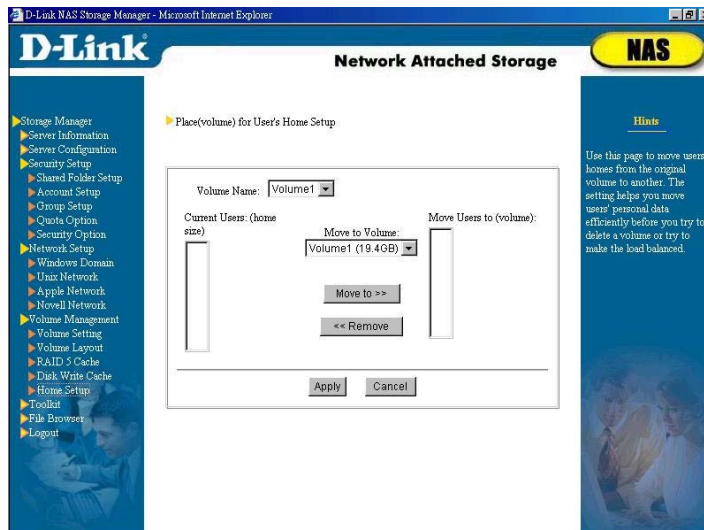 D-Link NAS Storage Manager - Microsoft Internet Explorer
D-Link
Network Attached Storage
NAS
Storage Manager
Server Information
Server Configuration
Security Setup
Shared Folder Setup
Account Setup
Group Setup
Quota Option
Security Option
Network Setup
Windows Domain
Unix Network
Apple Network
Novell Network
Volume Management
Volume Setting
Volume Layout
RAID 5 Cache
Disk Write Cache
Home Setup
Toolkit
File Browser
Logout
Place(volume) for User's Home Setup
Volume Name: Volume1
Current Users: (home
size)
Move to Volume:
Volume1 (19.4GB)
Move Users to (volume):
Move to >>
<< Remove
Apply Cancel
Hints
Use this page to move users
homes from the original
volume to another. The
setting helps you move
users' personal data
efficiently before you try to
delete a volume or try to
make the load balanced.